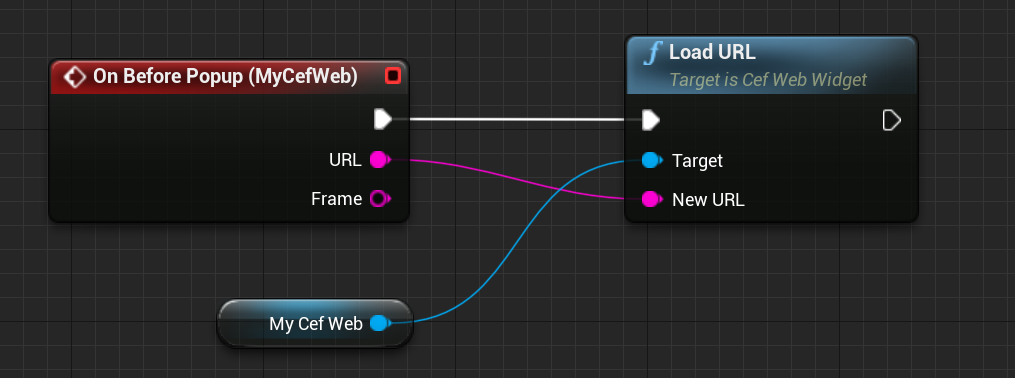 On Before Popup (MyCefWeb)
URL
Frame
My Cef Web
f Load URL
Target is Cef Web Widget
Target
New URL